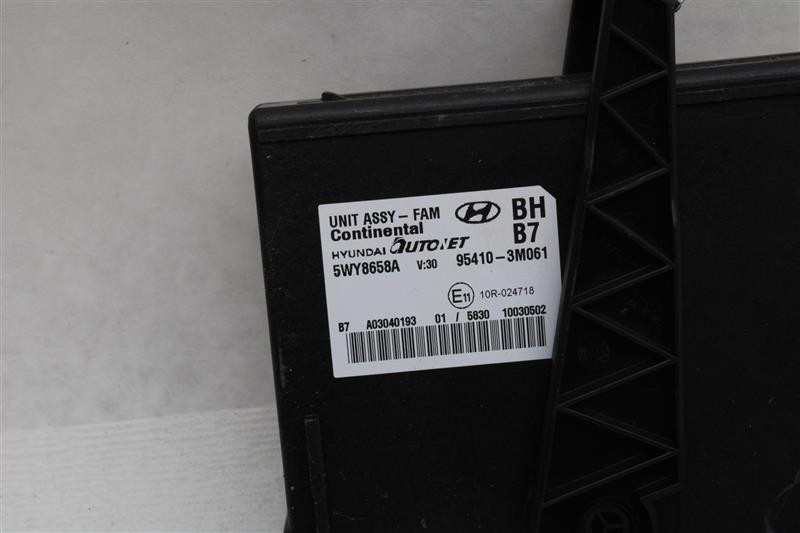 UNIT ASSY – FAM
BH
Continental
B7
HYUNDAI AUTONET
5WY8658A V:30 95410–3M061
E11 10R-024718
B7 A03040193 01 / 5830 10030502